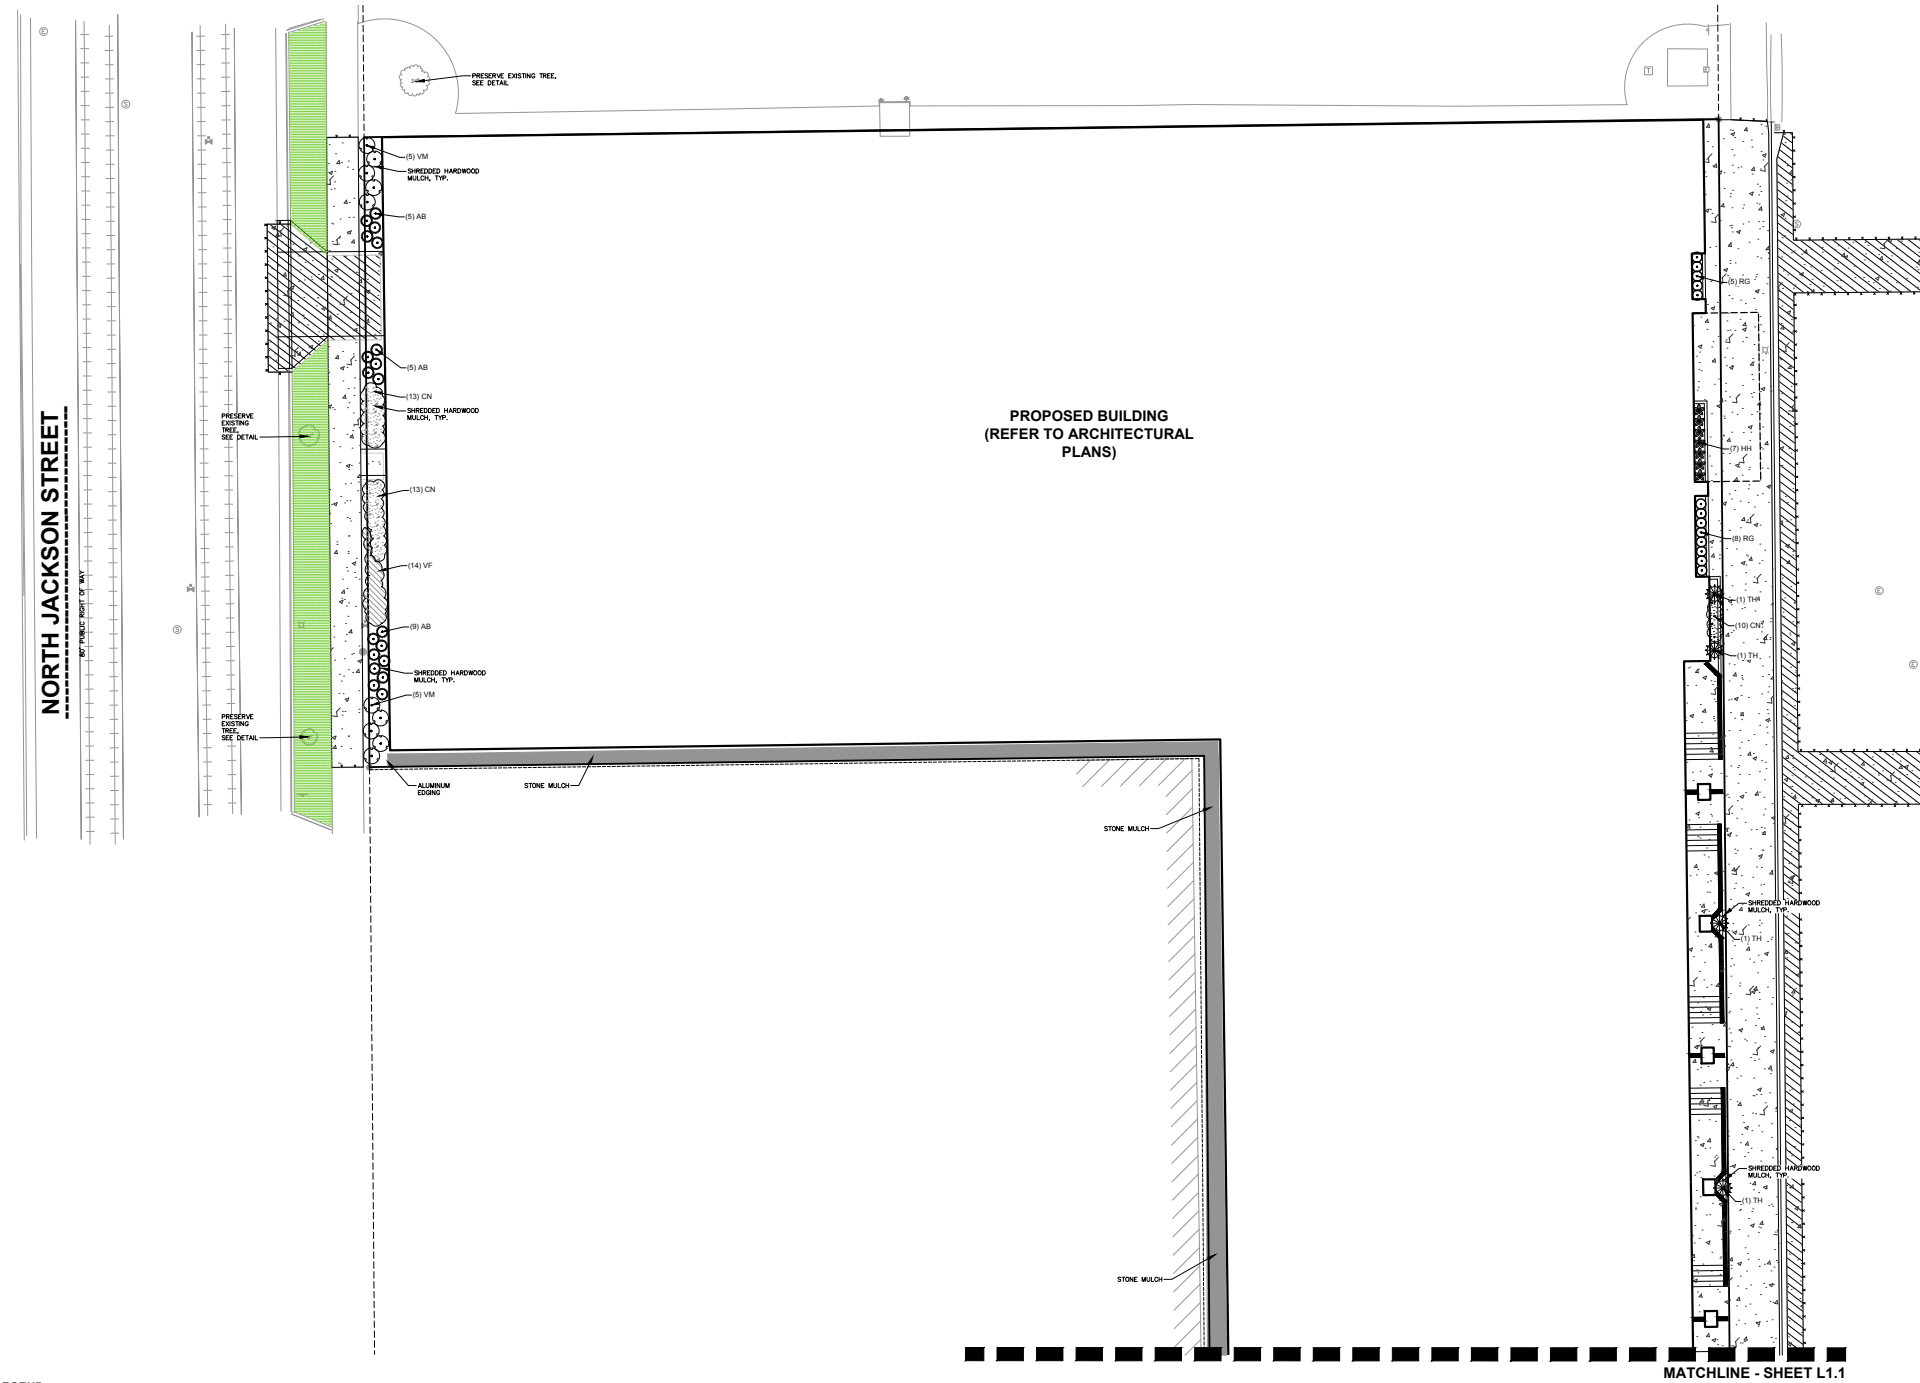 PRESERVE EXISTING TREE,
SEE DETAIL
(5) VM
SHREDDED HARDWOOD
MULCH, TYP.
(5) AB
(5) AB
(13) CN
SHREDDED HARDWOOD
MULCH, TYP.
PRESERVE
EXISTING
TREE,
SEE DETAIL
(13) CN
(14) VF
(9) AB
SHREDDED HARDWOOD
MULCH, TYP.
(5) VM
PRESERVE
EXISTING
TREE,
SEE DETAIL
ALUMINUM
EDGING
STONE MULCH
NORTH JACKSON STREET
80' PUBLIC RIGHT OF WAY
PROPOSED BUILDING
(REFER TO ARCHITECTURAL
PLANS)
T
E
E
S
S
S
E
E
(5) RG
(7) HH
(8) RG
(1) TH
(10) CN
(1) TH
STONE MULCH
SHREDDED HARDWOOD
MULCH, TYP.
(1) TH
SHREDDED HARDWOOD
MULCH, TYP.
(1) TH
STONE MULCH
MATCHLINE - SHEET L1.1